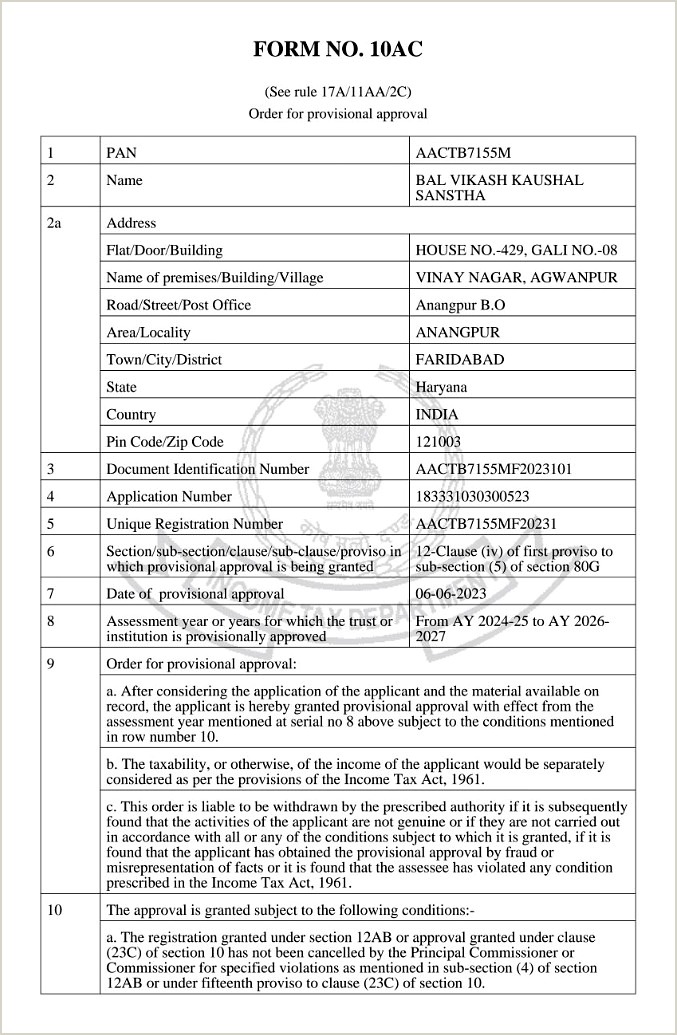 FORM NO. 10AC
(See rule 17A/11AA/2C)
Order for provisional approval
1 PAN AACTB7155M
2 Name BAL VIKASH KAUSHAL
SANSTHA
2a Address
Flat/Door/Building HOUSE NO.-429, GALI NO.-08
Name of premises/Building/Village VINAY NAGAR, AGWANPUR
Road/Street/Post Office Anangpur B.O
Area/Locality ANANGPUR
Town/City/District FARIDABAD
State Haryana
Country INDIA
Pin Code/Zip Code 121003
3 Document Identification Number AACTB7155MF2023101
4 Application Number 183331030300523
5 Unique Registration Number AACTB7155MF20231
6 Section/sub-section/clause/sub-clause/proviso in 12-Clause (iv) of first proviso to
which provisional approval is being granted sub-section (5) of section 80G
7 Date of provisional approval 06-06-2023
8 Assessment year or years for which the trust or From AY 2024-25 to AY 2026-
institution is provisionally approved 2027
9 Order for provisional approval:
a. After considering the application of the applicant and the material available on
record, the applicant is hereby granted provisional approval with effect from the
assessment year mentioned at serial no 8 above subject to the conditions mentioned
in row number 10.
b. The taxability, or otherwise, of the income of the applicant would be separately
considered as per the provisions of the Income Tax Act, 1961.
c. This order is liable to be withdrawn by the prescribed authority if it is subsequently
found that the activities of the applicant are not genuine or if they are not carried out
in accordance with all or any of the conditions subject to which it is granted, if it is
found that the applicant has obtained the provisional approval by fraud or
misrepresentation of facts or it is found that the assessee has violated any condition
prescribed in the Income Tax Act, 1961.
10 The approval is granted subject to the following conditions:-
a. The registration granted under section 12AB or approval granted under clause
(23C) of section 10 has not been cancelled by the Principal Commissioner or
Commissioner for specified violations as mentioned in sub-section (4) of section
12AB or under fifteenth proviso to clause (23C) of section 10.
सत्यमेव जयते
कोष मूलो दण्ड
INCOME TAX DEPARTMENT